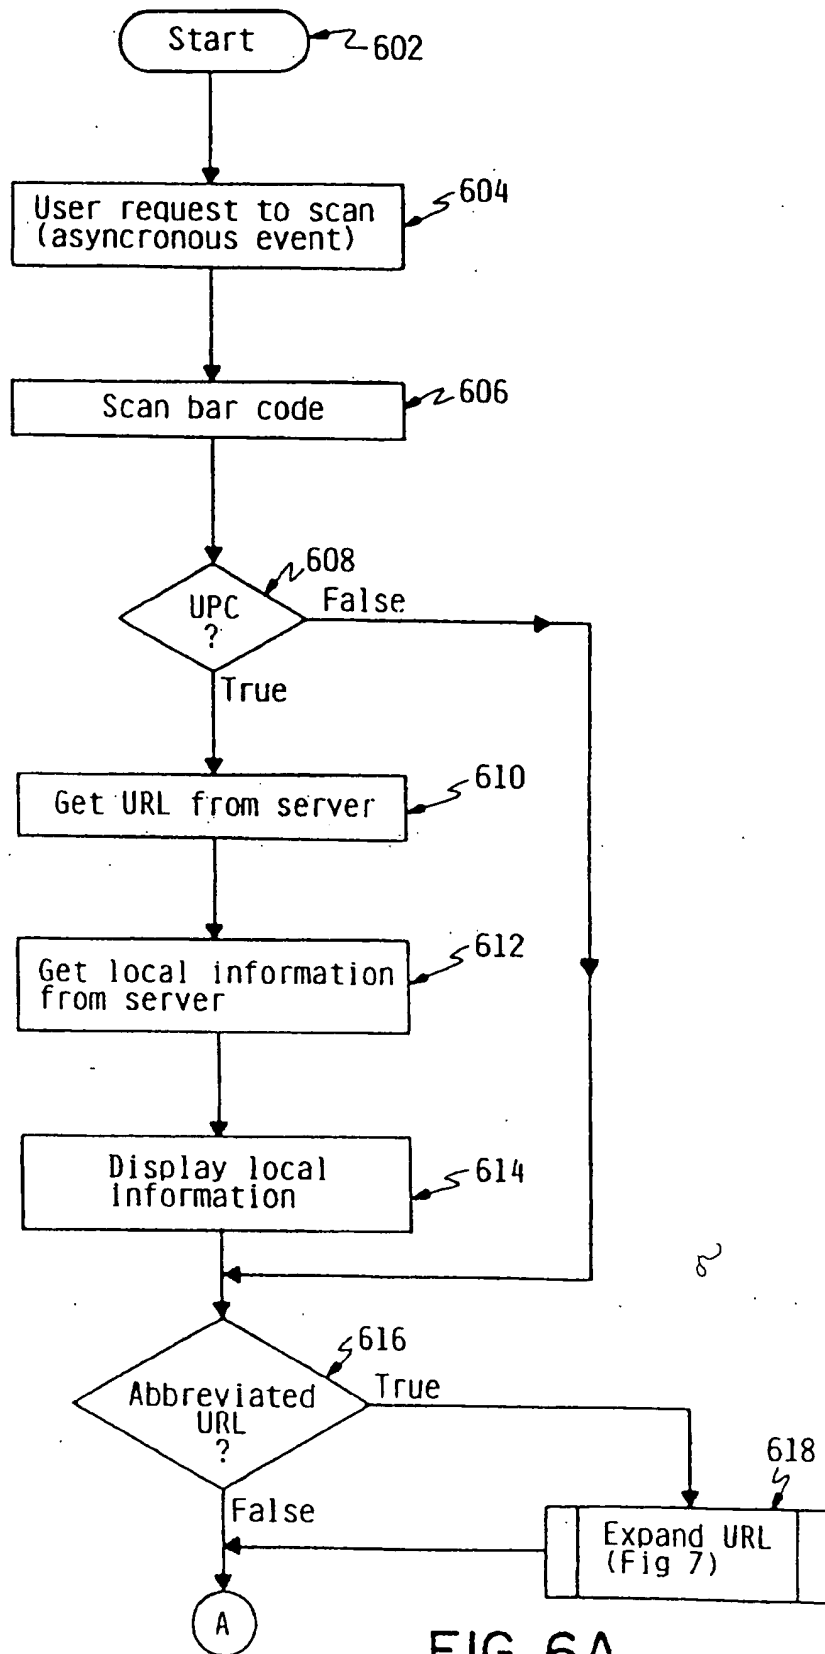 Start
602
User request to scan
(asyncronous event)
604
Scan bar code
606
608
UPC
?
False
True
Get URL from server
610
Get local information
from server
612
Display local
information
614
616
Abbreviated
URL
?
True
False
618
Expand URL
(Fig 7)
A
FIG. 6A